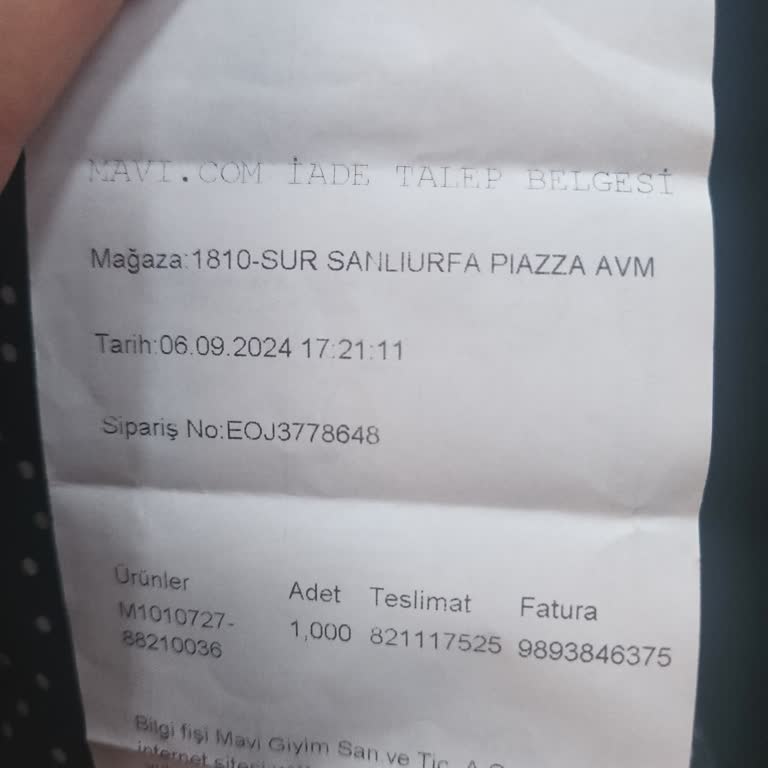 MAVI.COM İADE TALEP BELGESİ
Mağaza:1810-SUR SANLIURFA PIAZZA AVM
Tarih:06.09.2024 17:21:11
Sipariş No:EOJ3778648
Ürünler Adet Teslimat Fatura
M1010727-88210036 1,000 821117525 9893846375
Bilgi fişi Mavi Giyim San.ve Tic. A.Ş.
internet